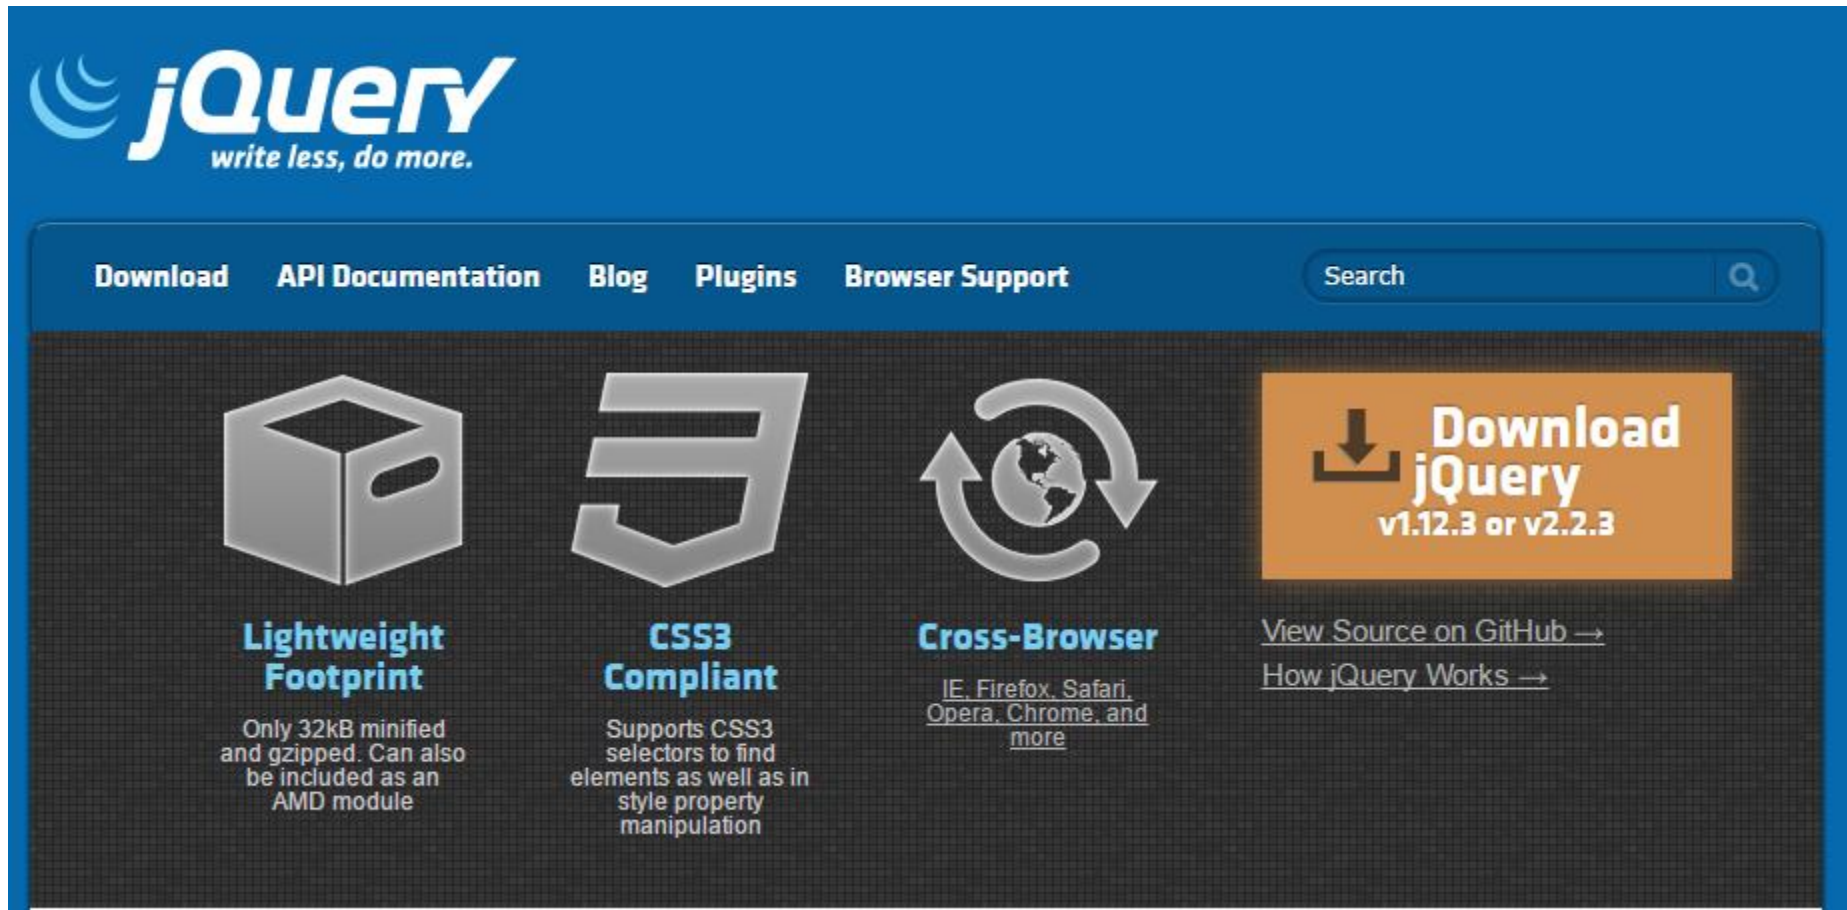 jQuery
write less, do more.
Download API Documentation Blog Plugins Browser Support Search
Lightweight
Footprint
Only 32kB minified
and gzipped. Can also
be included as an
AMD module
CSS3
Compliant
Supports CSS3
selectors to find
elements as well as in
style property
manipulation
Cross-Browser
IE, Firefox, Safari,
Opera, Chrome, and
more
Download
jQuery
v1.12.3 or v2.2.3
View Source on GitHub →
How jQuery Works →